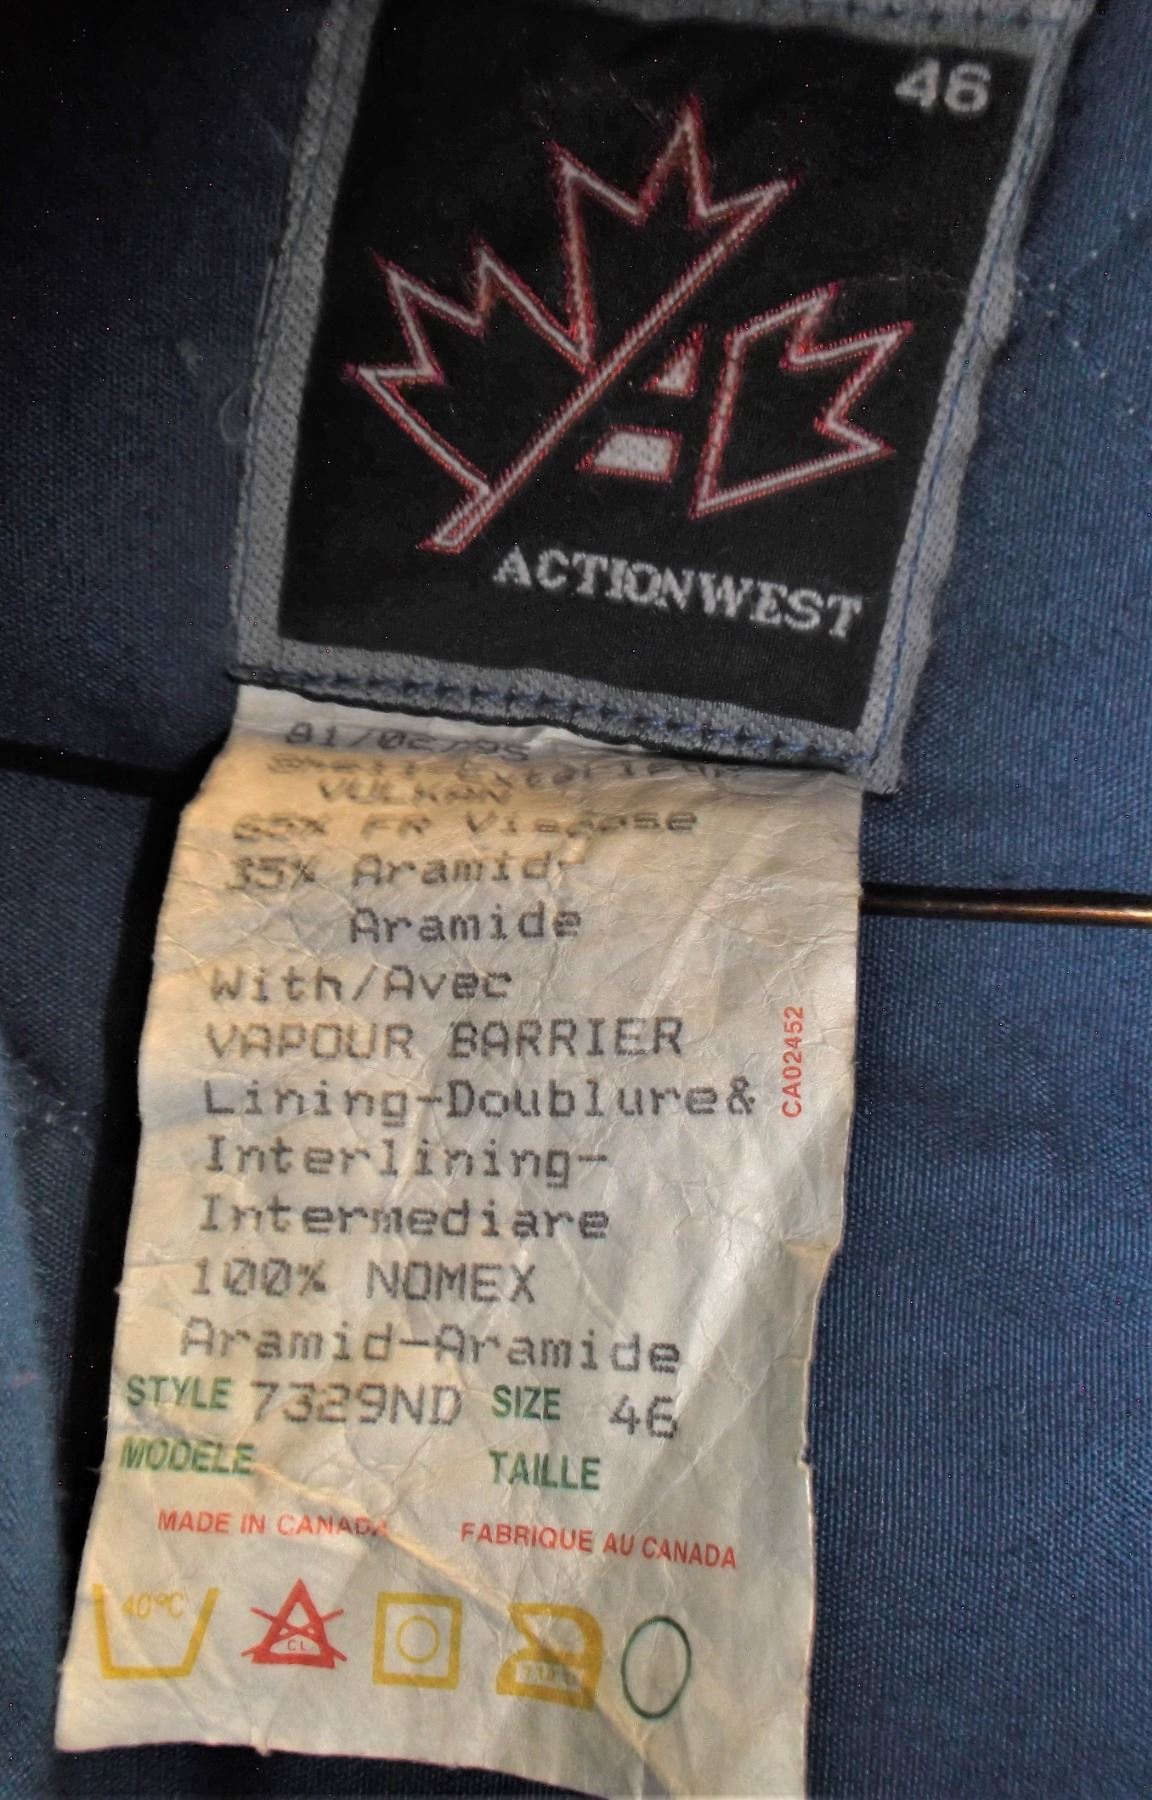 46
ACTIONWEST
VULKAN
65% FR Viscose
35% Aramid-
Aramide
With/Avec
VAPOUR BARRIER
Lining-Doublure&
Interlining-
Intermediare
100% NOMEX
Aramid-Aramide
CA02452
STYLE 7329ND SIZE 46
MODELE TAILLE
MADE IN CANADA FABRIQUE AU CANADA
40°C
CL